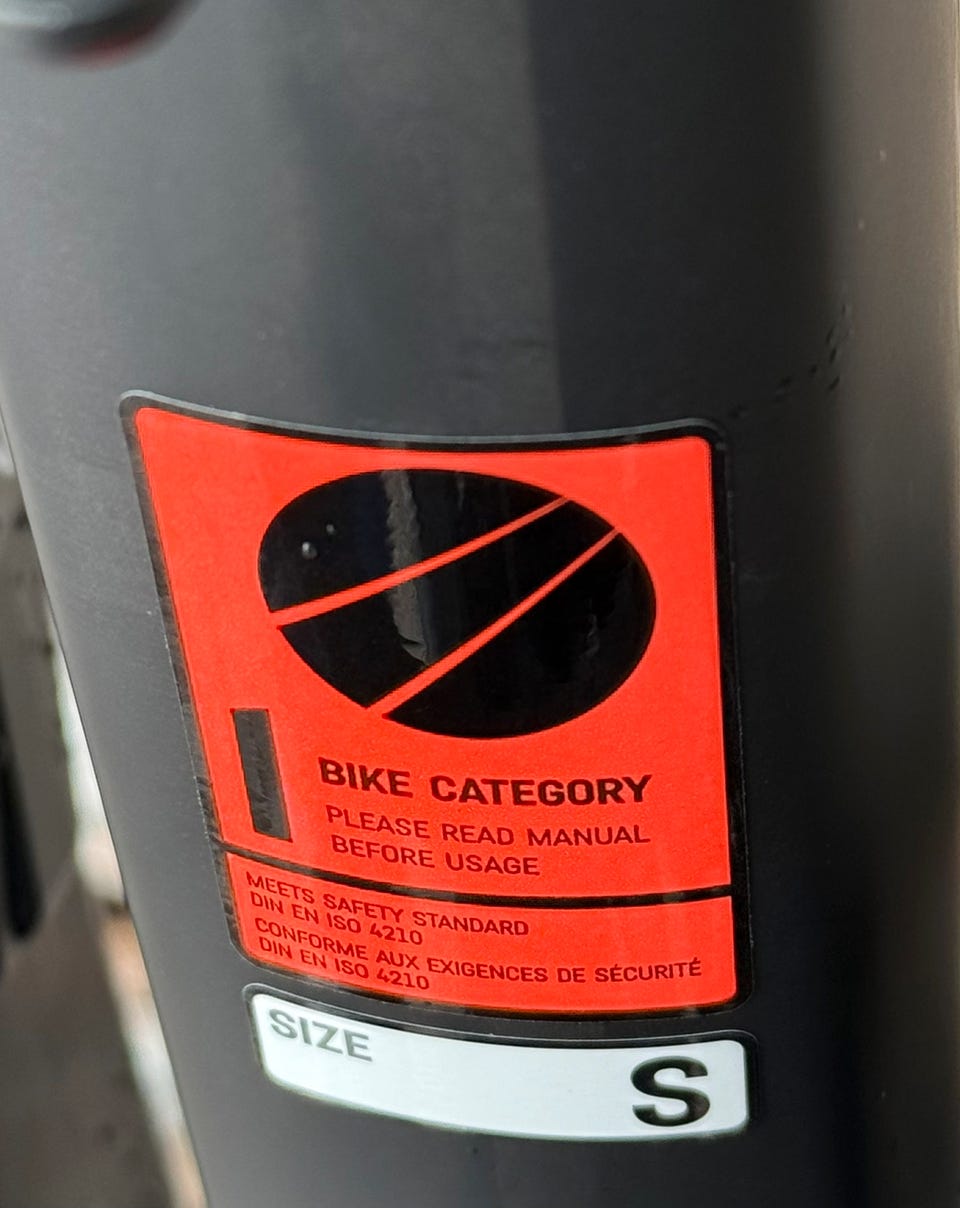 I
BIKE CATEGORY
PLEASE READ MANUAL
BEFORE USAGE
MEETS SAFETY STANDARD
DIN EN ISO 4210
CONFORME AUX EXIGENCES DE SÉCURITÉ
DIN EN ISO 4210
SIZE
S